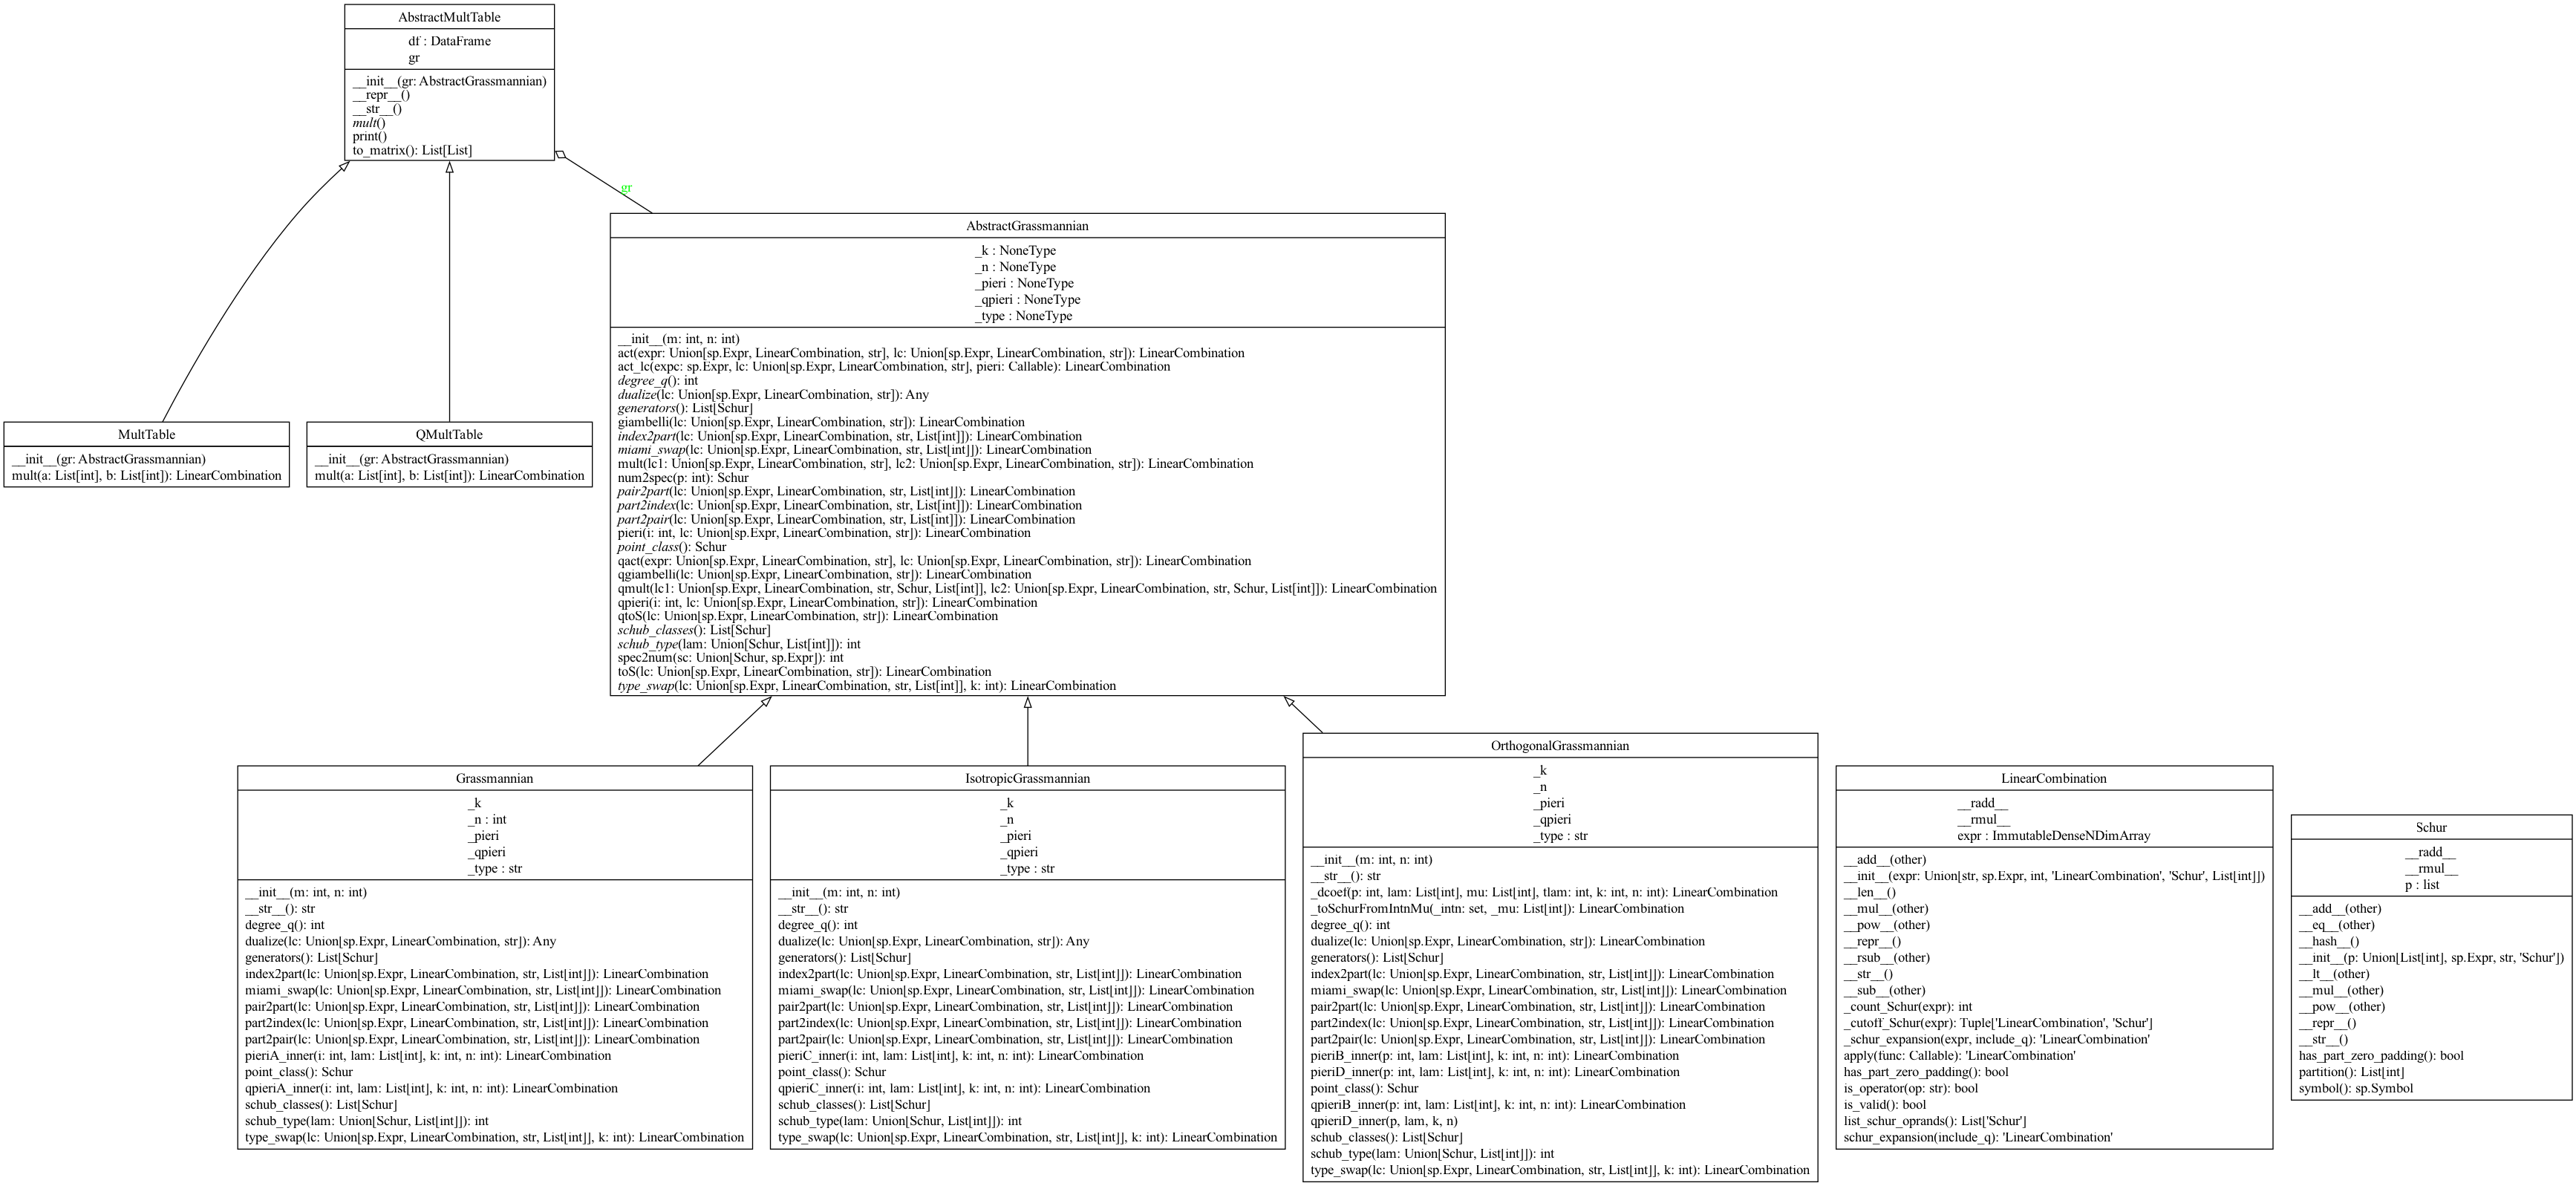 AbstractMultTable
df : DataFrame
gr
__init__(gr: AbstractGrassmannian)
__repr__()
__str__()
mult()
print()
to_matrix(): List[List]
gr
AbstractGrassmannian
_k : NoneType
_n : NoneType
_pieri : NoneType
_qpieri : NoneType
_type : NoneType
__init__(m: int, n: int)
act(expr: Union[sp.Expr, LinearCombination, str], lc: Union[sp.Expr, LinearCombination, str]): LinearCombination
act_lc(expc: sp.Expr, lc: Union[sp.Expr, LinearCombination, str], pieri: Callable): LinearCombination
degree_q(): int
dualize(lc: Union[sp.Expr, LinearCombination, str]): Any
generators(): List[Schur]
giambelli(lc: Union[sp.Expr, LinearCombination, str]): LinearCombination
index2part(lc: Union[sp.Expr, LinearCombination, str, List[int]]): LinearCombination
miami_swap(lc: Union[sp.Expr, LinearCombination, str, List[int]]): LinearCombination
mult(lc1: Union[sp.Expr, LinearCombination, str], lc2: Union[sp.Expr, LinearCombination, str]): LinearCombination
num2spec(p: int): Schur
pair2part(lc: Union[sp.Expr, LinearCombination, str, List[int]]): LinearCombination
part2index(lc: Union[sp.Expr, LinearCombination, str, List[int]]): LinearCombination
part2pair(lc: Union[sp.Expr, LinearCombination, str, List[int]]): LinearCombination
pieri(i: int, lc: Union[sp.Expr, LinearCombination, str]): LinearCombination
point_class(): Schur
qact(expr: Union[sp.Expr, LinearCombination, str], lc: Union[sp.Expr, LinearCombination, str]): LinearCombination
qgiambelli(lc: Union[sp.Expr, LinearCombination, str]): LinearCombination
qmult(lc1: Union[sp.Expr, LinearCombination, str, Schur, List[int]], lc2: Union[sp.Expr, LinearCombination, str, Schur, List[int]]): LinearCombination
qpieri(i: int, lc: Union[sp.Expr, LinearCombination, str]): LinearCombination
qtoS(lc: Union[sp.Expr, LinearCombination, str]): LinearCombination
schub_classes(): List[Schur]
schub_type(lam: Union[Schur, List[int]]): int
spec2num(sc: Union[Schur, sp.Expr]): int
toS(lc: Union[sp.Expr, LinearCombination, str]): LinearCombination
type_swap(lc: Union[sp.Expr, LinearCombination, str, List[int]], k: int): LinearCombination
MultTable
__init__(gr: AbstractGrassmannian)
mult(a: List[int], b: List[int]): LinearCombination
QMultTable
__init__(gr: AbstractGrassmannian)
mult(a: List[int], b: List[int]): LinearCombination
Grassmannian
_k
_n : int
_pieri
_qpieri
_type : str
__init__(m: int, n: int)
__str__(): str
degree_q(): int
dualize(lc: Union[sp.Expr, LinearCombination, str]): Any
generators(): List[Schur]
index2part(lc: Union[sp.Expr, LinearCombination, str, List[int]]): LinearCombination
miami_swap(lc: Union[sp.Expr, LinearCombination, str, List[int]]): LinearCombination
pair2part(lc: Union[sp.Expr, LinearCombination, str, List[int]]): LinearCombination
part2index(lc: Union[sp.Expr, LinearCombination, str, List[int]]): LinearCombination
part2pair(lc: Union[sp.Expr, LinearCombination, str, List[int]]): LinearCombination
pieriA_inner(i: int, lam: List[int], k: int, n: int): LinearCombination
point_class(): Schur
qpieriA_inner(i: int, lam: List[int], k: int, n: int): LinearCombination
schub_classes(): List[Schur]
schub_type(lam: Union[Schur, List[int]]): int
type_swap(lc: Union[sp.Expr, LinearCombination, str, List[int]], k: int): LinearCombination
IsotropicGrassmannian
_k
_n
_pieri
_qpieri
_type : str
__init__(m: int, n: int)
__str__(): str
degree_q(): int
dualize(lc: Union[sp.Expr, LinearCombination, str]): Any
generators(): List[Schur]
index2part(lc: Union[sp.Expr, LinearCombination, str, List[int]]): LinearCombination
miami_swap(lc: Union[sp.Expr, LinearCombination, str, List[int]]): LinearCombination
pair2part(lc: Union[sp.Expr, LinearCombination, str, List[int]]): LinearCombination
part2index(lc: Union[sp.Expr, LinearCombination, str, List[int]]): LinearCombination
part2pair(lc: Union[sp.Expr, LinearCombination, str, List[int]]): LinearCombination
pieriC_inner(i: int, lam: List[int], k: int, n: int): LinearCombination
point_class(): Schur
qpieriC_inner(i: int, lam: List[int], k: int, n: int): LinearCombination
schub_classes(): List[Schur]
schub_type(lam: Union[Schur, List[int]]): int
type_swap(lc: Union[sp.Expr, LinearCombination, str, List[int]], k: int): LinearCombination
OrthogonalGrassmannian
_k
_n
_pieri
_qpieri
_type : str
__init__(m: int, n: int)
__str__(): str
_dcoef(p: int, lam: List[int], mu: List[int], tlam: int, k: int, n: int): LinearCombination
_toSchurFromIntnMu(_intn: set, _mu: List[int]): LinearCombination
degree_q(): int
dualize(lc: Union[sp.Expr, LinearCombination, str]): LinearCombination
generators(): List[Schur]
index2part(lc: Union[sp.Expr, LinearCombination, str, List[int]]): LinearCombination
miami_swap(lc: Union[sp.Expr, LinearCombination, str, List[int]]): LinearCombination
pair2part(lc: Union[sp.Expr, LinearCombination, str, List[int]]): LinearCombination
part2index(lc: Union[sp.Expr, LinearCombination, str, List[int]]): LinearCombination
part2pair(lc: Union[sp.Expr, LinearCombination, str, List[int]]): LinearCombination
pieriB_inner(p: int, lam: List[int], k: int, n: int): LinearCombination
pieriD_inner(p: int, lam: List[int], k: int, n: int): LinearCombination
point_class(): Schur
qpieriB_inner(p: int, lam: List[int], k: int, n: int): LinearCombination
qpieriD_inner(p, lam, k, n)
schub_classes(): List[Schur]
schub_type(lam: Union[Schur, List[int]]): int
type_swap(lc: Union[sp.Expr, LinearCombination, str, List[int]], k: int): LinearCombination
LinearCombination
__radd__
__rmul__
expr : ImmutableDenseNDimArray
__add__(other)
__init__(expr: Union[str, sp.Expr, int, 'LinearCombination', 'Schur', List[int]])
__len__()
__mul__(other)
__pow__(other)
__repr__()
__rsub__(other)
__str__()
__sub__(other)
_count_Schur(expr): int
_cutoff_Schur(expr): Tuple['LinearCombination', 'Schur']
_schur_expansion(expr, include_q): 'LinearCombination'
apply(func: Callable): 'LinearCombination'
has_part_zero_padding(): bool
is_operator(op: str): bool
is_valid(): bool
list_schur_oprands(): List['Schur']
schur_expansion(include_q): 'LinearCombination'
Schur
__radd__
__rmul__
p : list
__add__(other)
__eq__(other)
__hash__()
__init__(p: Union[List[int], sp.Expr, str, 'Schur'])
__lt__(other)
__mul__(other)
__pow__(other)
__repr__()
__str__()
has_part_zero_padding(): bool
partition(): List[int]
symbol(): sp.Symbol